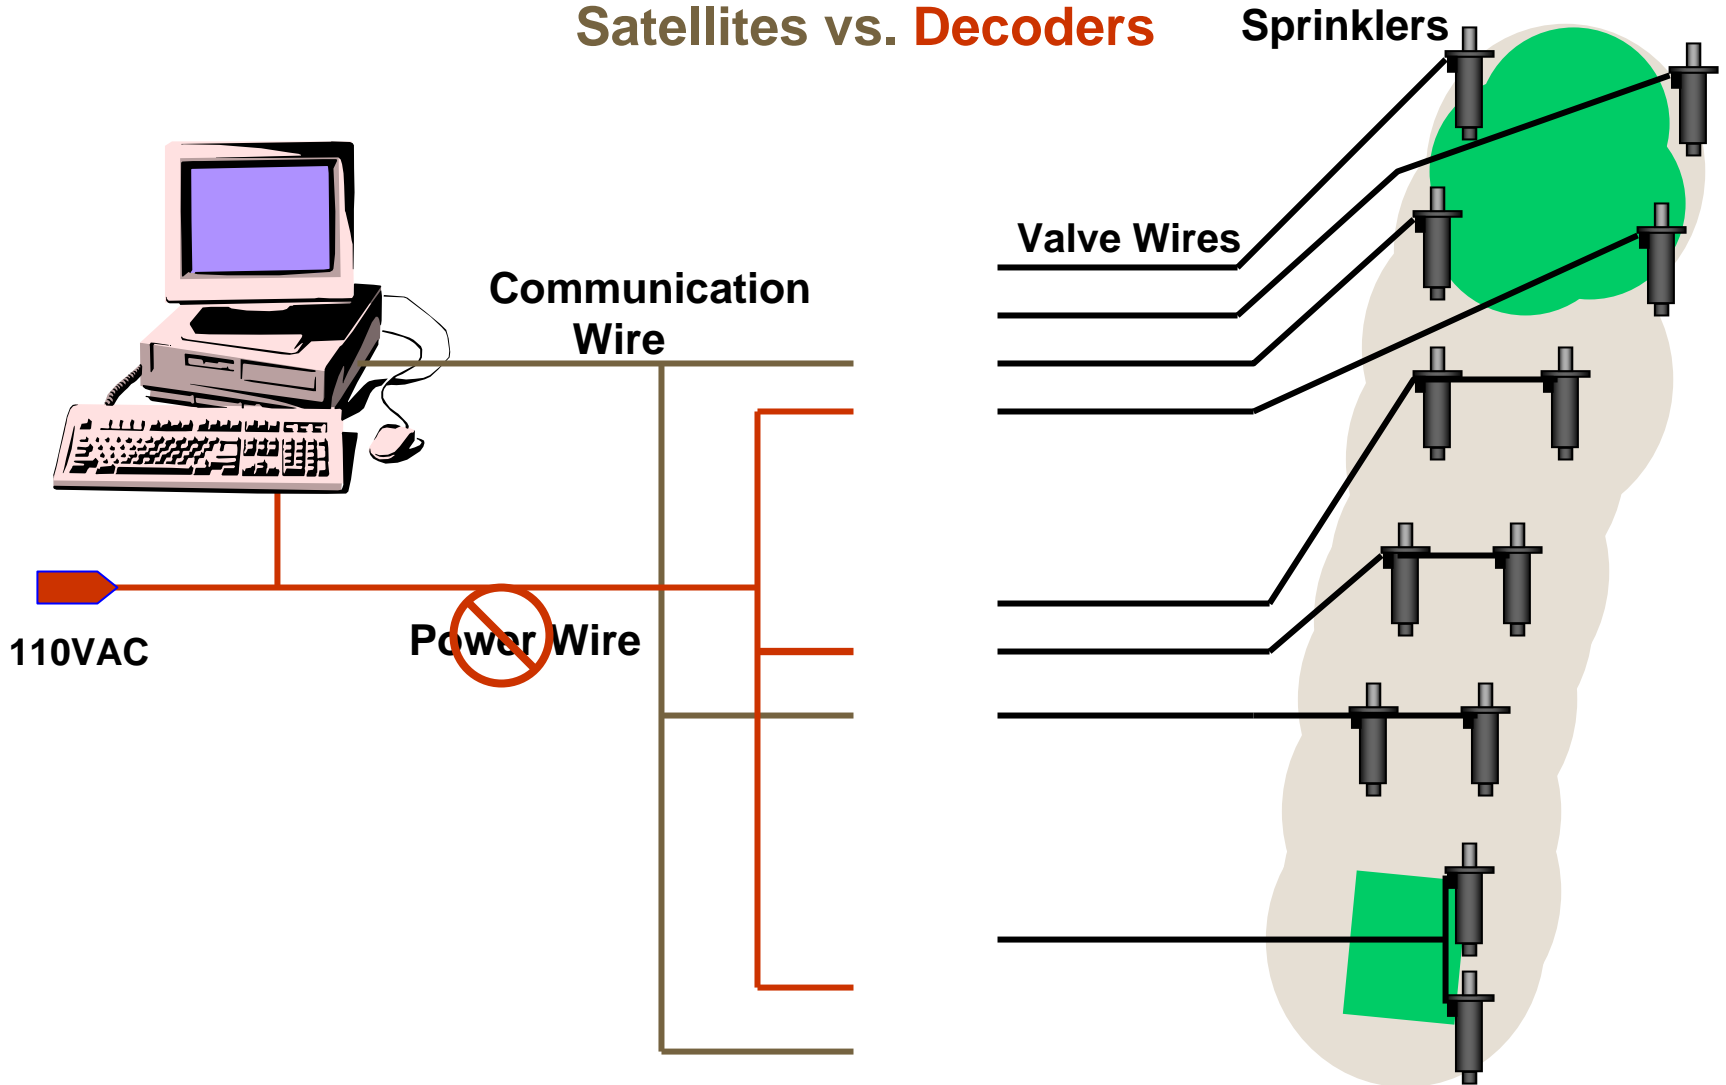 Satellites vs. Decoders
Sprinklers
Valve Wires
Communication
Wire
Power Wire
110VAC